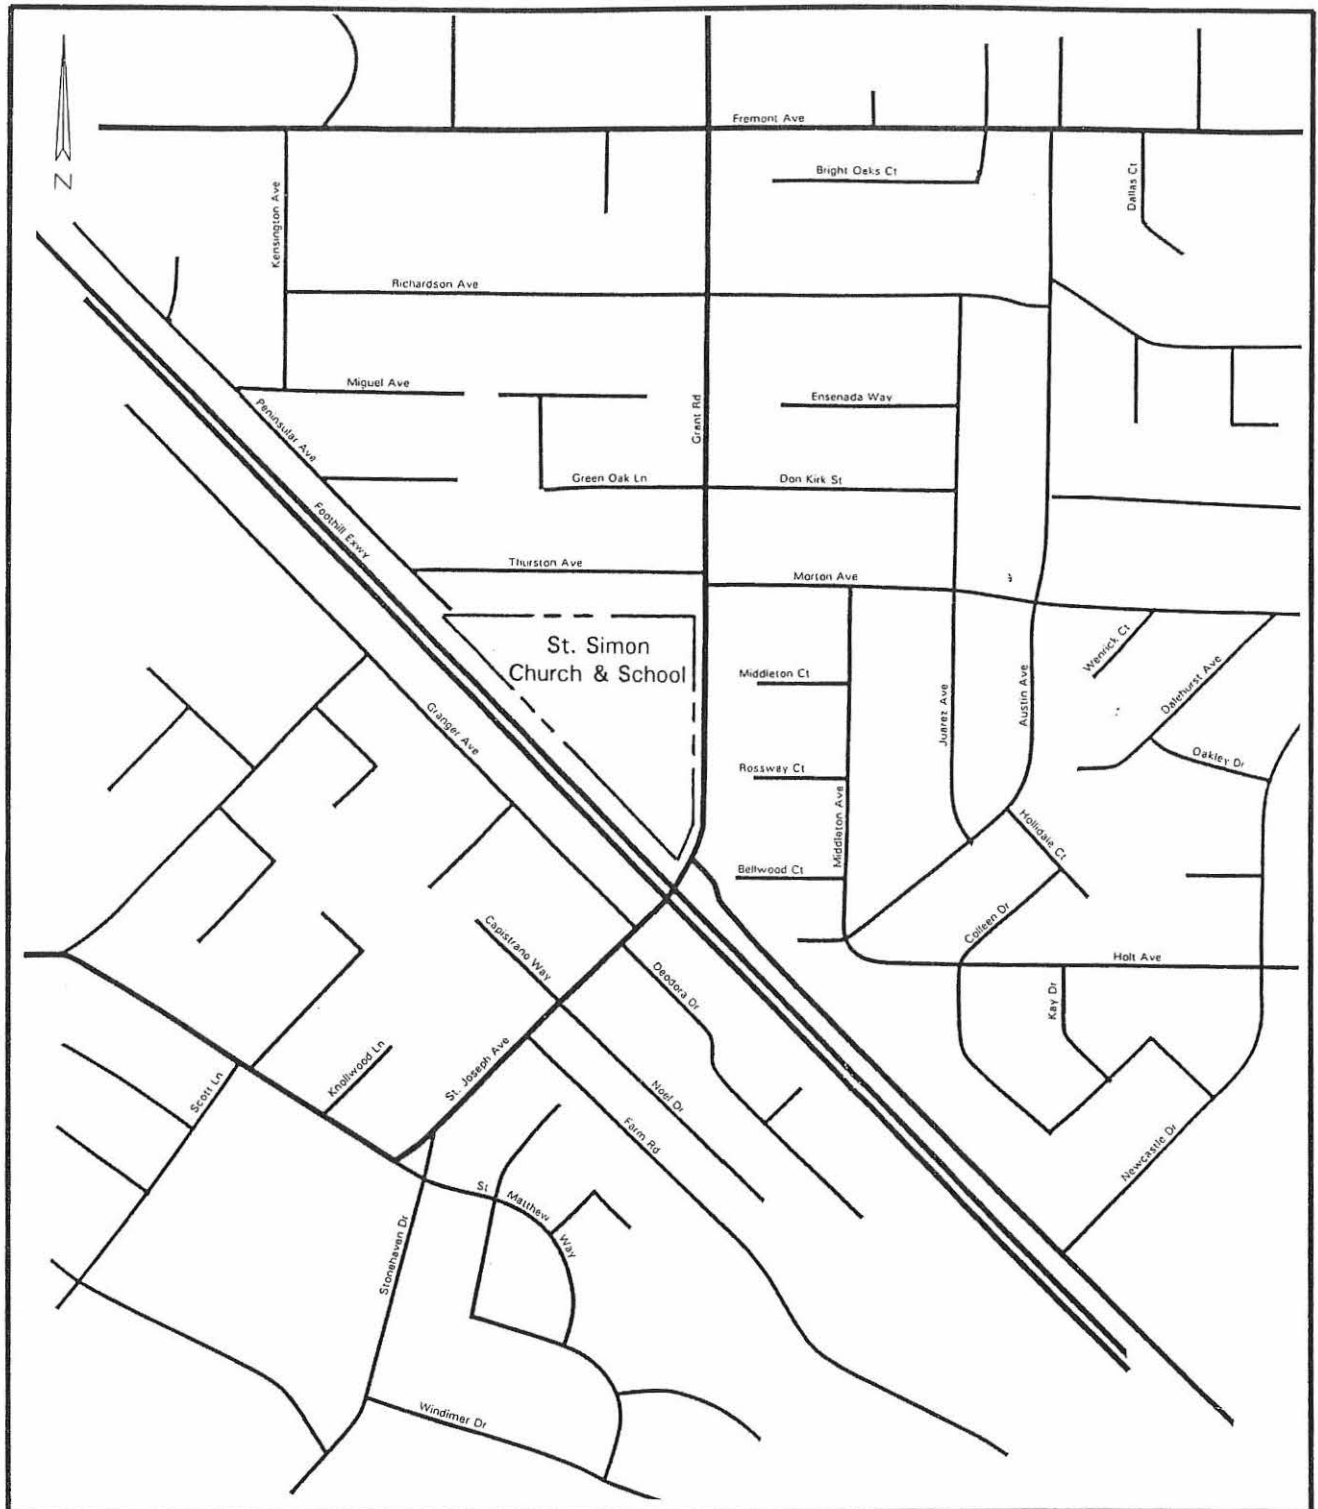 Fremont Ave
Bright Oaks Ct
Dallas Ct
Kensington Ave
N
Richardson Ave
Miguel Ave
Ensenada Way
Grant Rd
Peninsular Ave
Green Oak Ln
Don Kirk St
Foothill Exwy
Thurston Ave
Morton Ave
St. Simon
Church & School
Wenrick Ct
Middleton Ct
Dalehurst Ave
Juarez Ave
Austin Ave
Granger Ave
Oakley Dr
Rossway Ct
Middleton Ave
Hollidale Ct
Bellwood Ct
Capistrano Way
Colleen Dr
Holt Ave
Deodora Dr
Kay Dr
Knollwood Ln
St. Joseph Ave
Scott Ln
Noel Dr
Farm Rd
Newcastle Dr
St
Matthew
Way
Stonehaven Dr
Windimer Dr